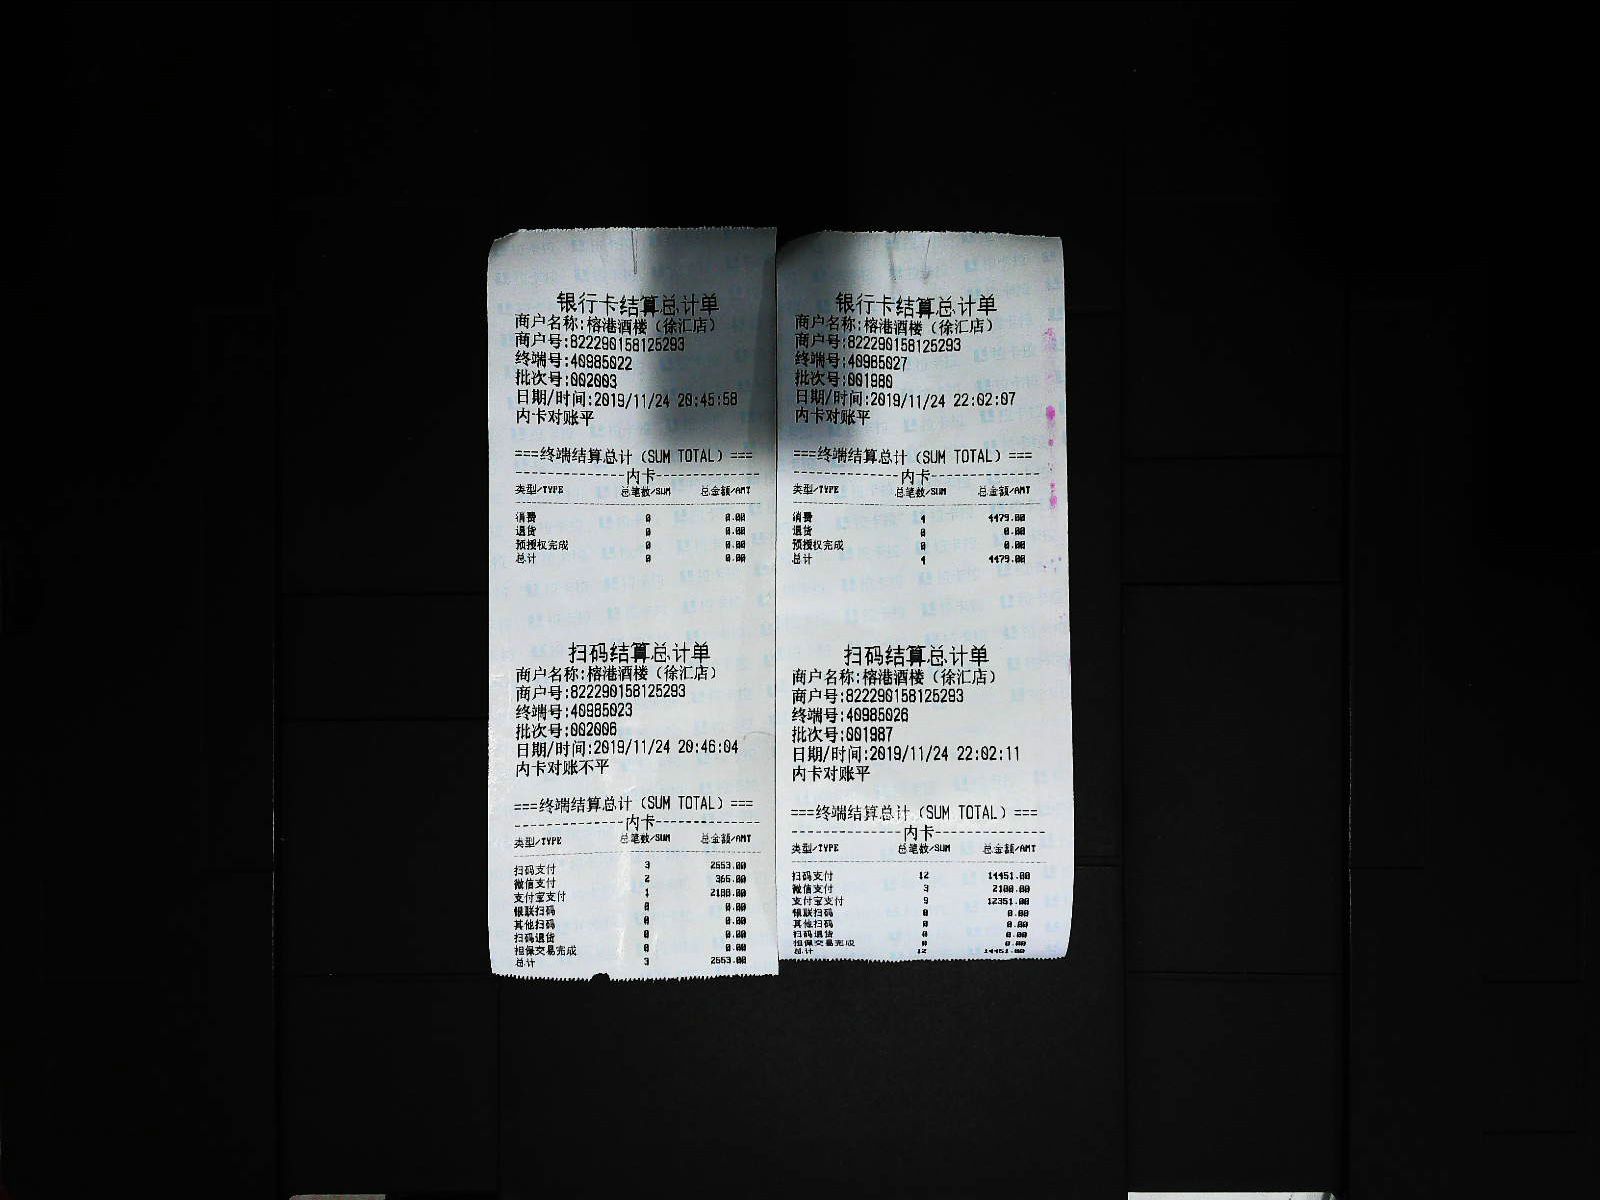 银行卡结算总计单
商户名称:榕港酒楼（徐汇店）
商户号:822290158125293
终端号:40985022
批次号:002003
日期/时间:2019/11/24 20:45:58
内卡对账平
===终端结算总计（SUM TOTAL）===
----------------内卡----------------
类型/TYPE 总笔数/SUM 总金额/AMT
消费 0 0.00
退货 0 0.00
预授权完成 0 0.00
总计 0 0.00
扫码结算总计单
商户名称:榕港酒楼（徐汇店）
商户号:822290158125293
终端号:40985023
批次号:002006
日期/时间:2019/11/24 20:46:04
内卡对账不平
===终端结算总计（SUM TOTAL）===
----------------内卡----------------
类型/TYPE 总笔数/SUM 总金额/AMT
扫码支付 3 2553.00
微信支付 2 365.00
支付宝支付 1 2188.00
银联扫码 0 0.00
其他扫码 0 0.00
扫码退货 0 0.00
担保交易完成 0 0.00
总计 3 2553.00
银行卡结算总计单
商户名称:榕港酒楼（徐汇店）
商户号:822290158125293
终端号:40985027
批次号:001980
日期/时间:2019/11/24 22:02:07
内卡对账平
===终端结算总计（SUM TOTAL）===
----------------内卡----------------
类型/TYPE 总笔数/SUM 总金额/AMT
消费 4 4479.00
退货 0 0.00
预授权完成 0 0.00
总计 4 4479.00
扫码结算总计单
商户名称:榕港酒楼（徐汇店）
商户号:822290158125293
终端号:40985026
批次号:001987
日期/时间:2019/11/24 22:02:11
内卡对账平
===终端结算总计（SUM TOTAL）===
----------------内卡----------------
类型/TYPE 总笔数/SUM 总金额/AMT
扫码支付 12 14451.00
微信支付 3 2100.00
支付宝支付 9 12351.00
银联扫码 0 0.00
其他扫码 0 0.00
扫码退货 0 0.00
担保交易完成 0 0.00
总计 12 14451.00